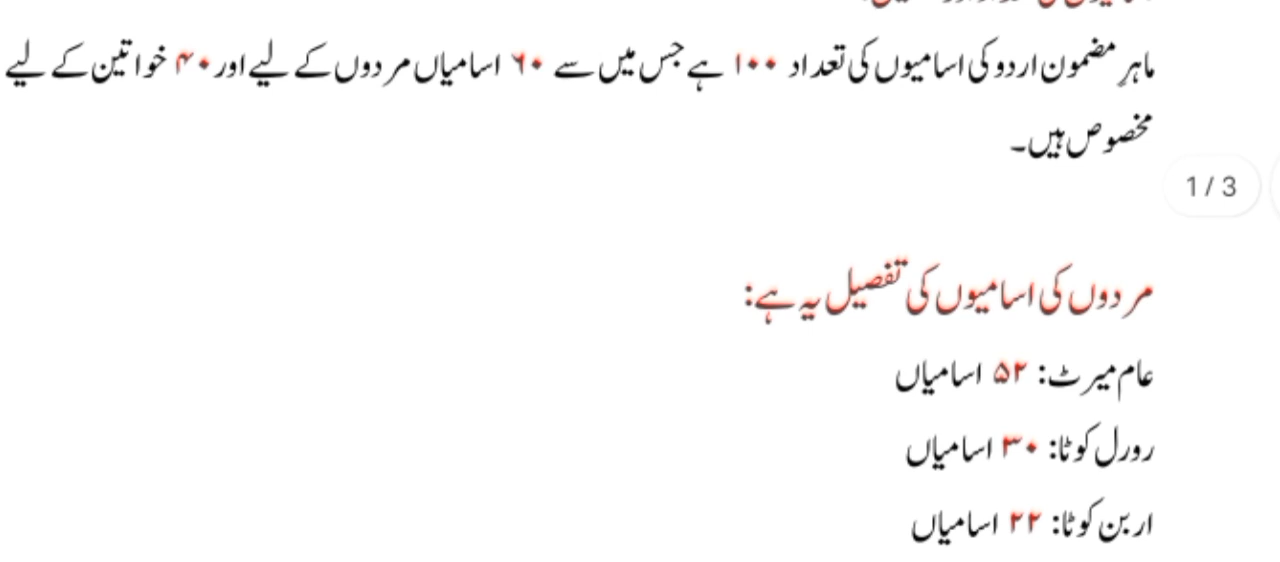 ماہرِ مضمون اردو کی اسامیوں کی تعداد ۱۰۰ ہے جس میں سے ۶۰ اسامیاں مردوں کے لیے اور ۴۰ خواتین کے لیے
مخصوص ہیں۔
1 / 3
مردوں کی اسامیوں کی تفصیل یہ ہے:
عام میرٹ: ۵۲ اسامیاں
رورل کوٹا: ۳۰ اسامیاں
اربن کوٹا: ۲۲ اسامیاں